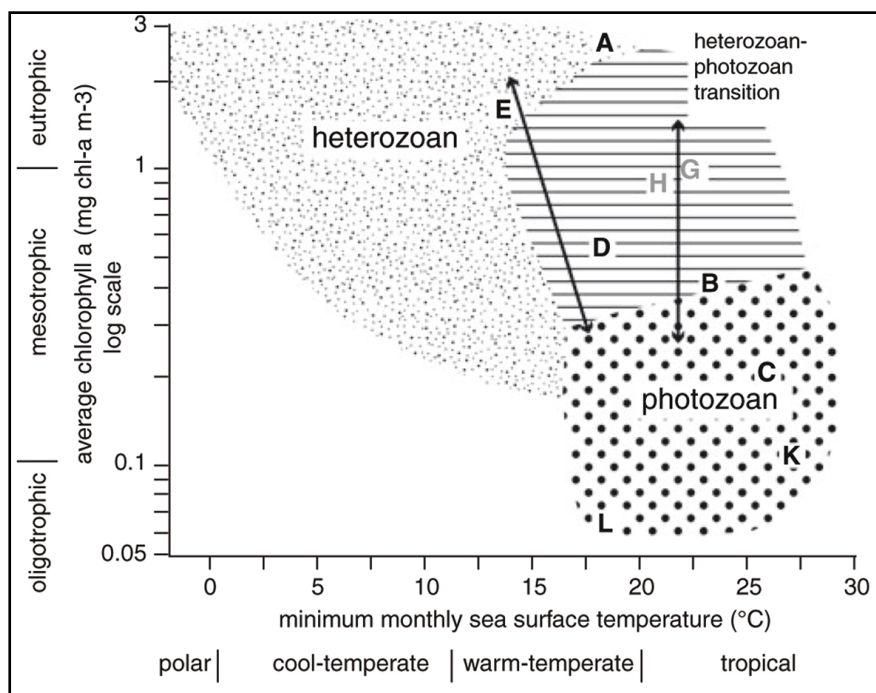 3
A
heterozoan-
photozoan
transition
eutrophic
E
heterozoan
1
H
G
average chlorophyll a (mg chl-a m-3)
log scale
mesotrophic
D
B
C
photozoan
K
0.1
L
oligotrophic
0.05
0 5 10 15 20 25 30
minimum monthly sea surface temperature (°C)
polar cool-temperate warm-temperate tropical